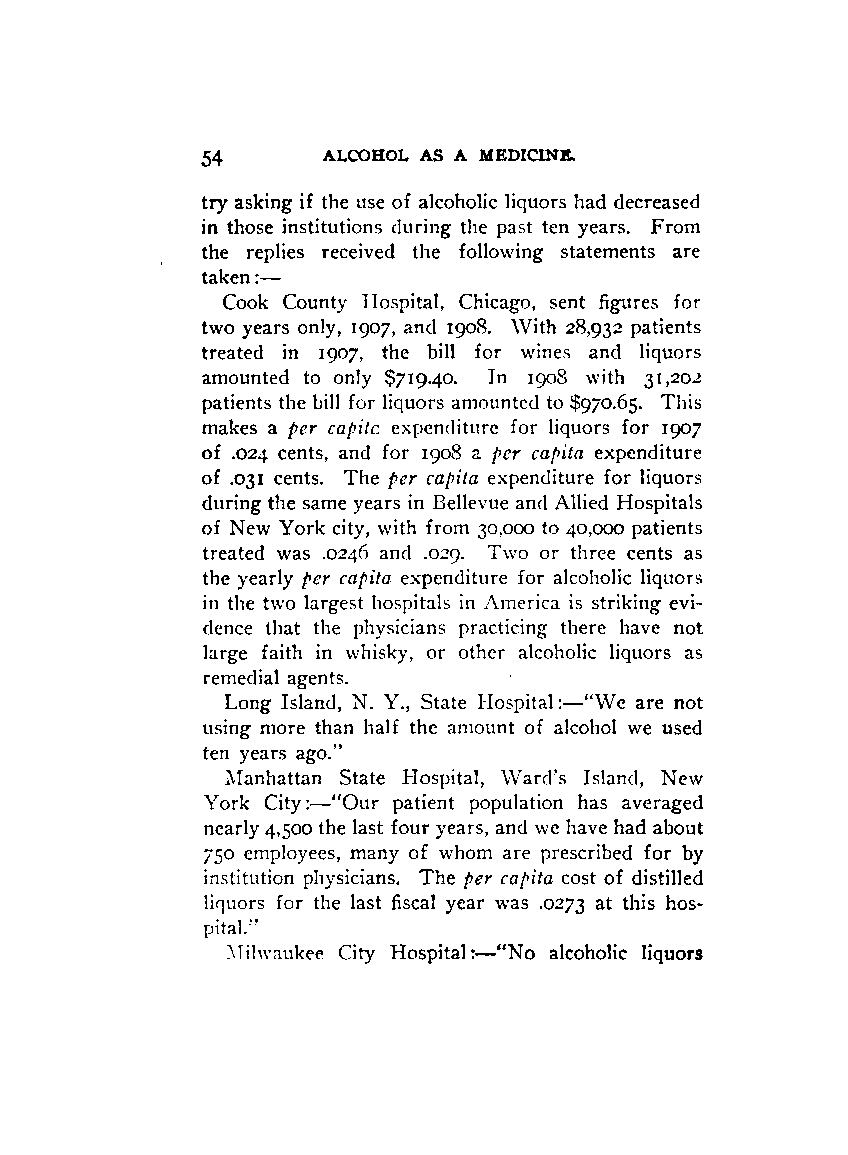 54 ALCOHOL AS A MEDICINE.
try asking if the use of alcoholic liquors had decreased
in those institutions during the past ten years. From
the replies received the following statements are
taken:—
Cook County Hospital, Chicago, sent figures for
two years only, 1907, and 1908. With 28,932 patients
treated in 1907, the bill for wines and liquors
amounted to only $719.40. In 1908 with 31,202
patients the bill for liquors amounted to $970.65. This
makes a per capita expenditure for liquors for 1907
of .024 cents, and for 1908 a per capita expenditure
of .031 cents. The per capita expenditure for liquors
during the same years in Bellevue and Allied Hospitals
of New York city, with from 30,000 to 40,000 patients
treated was .0246 and .029. Two or three cents as
the yearly per capita expenditure for alcoholic liquors
in the two largest hospitals in America is striking evi-
dence that the physicians practicing there have not
large faith in whisky, or other alcoholic liquors as
remedial agents.
Long Island, N. Y., State Hospital:—"We are not
using more than half the amount of alcohol we used
ten years ago."
Manhattan State Hospital, Ward's Island, New
York City:—"Our patient population has averaged
nearly 4,500 the last four years, and we have had about
750 employees, many of whom are prescribed for by
institution physicians. The per capita cost of distilled
liquors for the last fiscal year was .0273 at this hos-
pital."
Milwaukee City Hospital:—"No alcoholic liquors